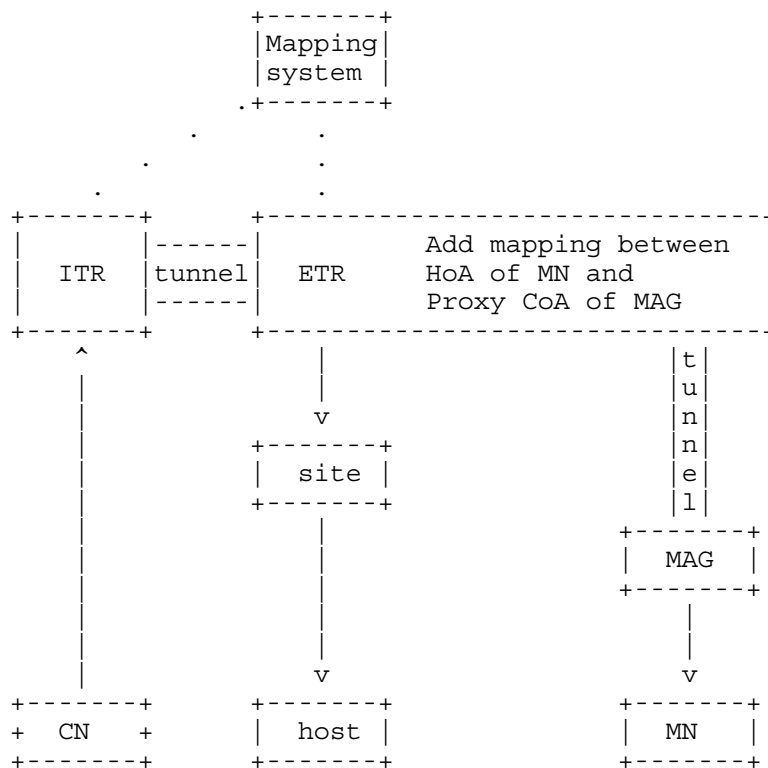 Mapping
system
Add mapping between
ITR tunnel ETR HoA of MN and
Proxy CoA of MAG
t
u
n
n
site e
l
MAG
CN host MN